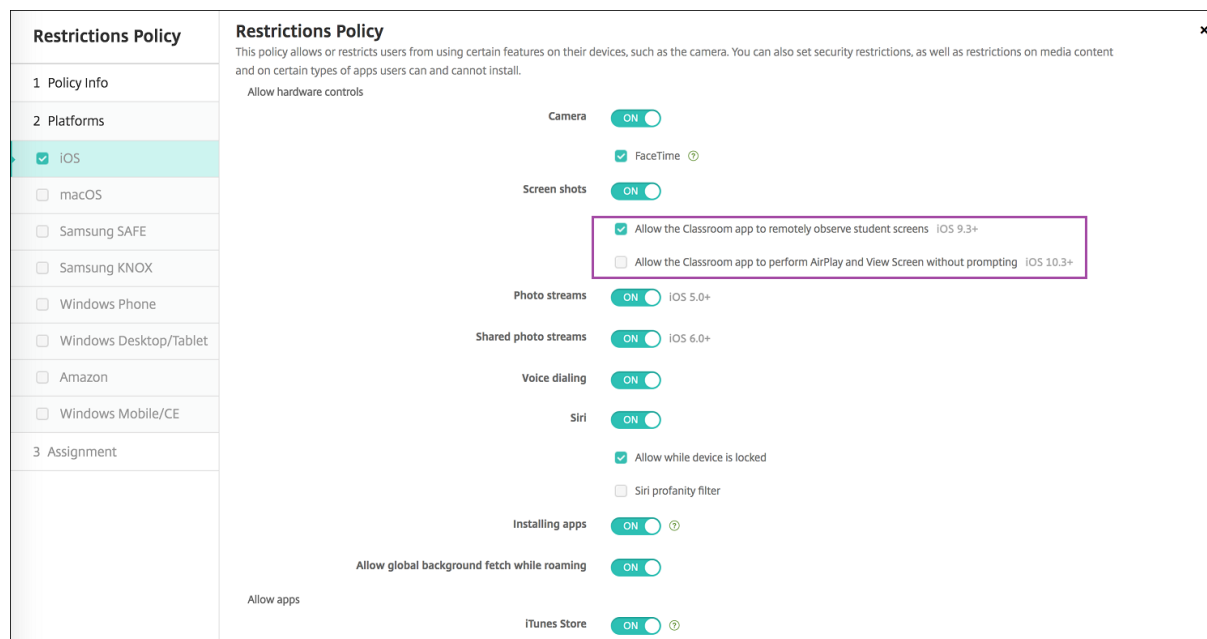 Restrictions Policy
1 Policy Info
2 Platforms
iOS
macOS
Samsung SAFE
Samsung KNOX
Windows Phone
Windows Desktop/Tablet
Amazon
Windows Mobile/CE
3 Assignment
Restrictions Policy
This policy allows or restricts users from using certain features on their devices, such as the camera. You can also set security restrictions, as well as restrictions on media content
and on certain types of apps users can and cannot install.
Allow hardware controls
Camera ON
FaceTime ?
Screen shots ON
Allow the Classroom app to remotely observe student screens iOS 9.3+
Allow the Classroom app to perform AirPlay and View Screen without prompting iOS 10.3+
Photo streams ON iOS 5.0+
Shared photo streams ON iOS 6.0+
Voice dialing ON
Siri ON
Allow while device is locked
Siri profanity filter
Installing apps ON ?
Allow global background fetch while roaming ON
Allow apps
iTunes Store ON ?